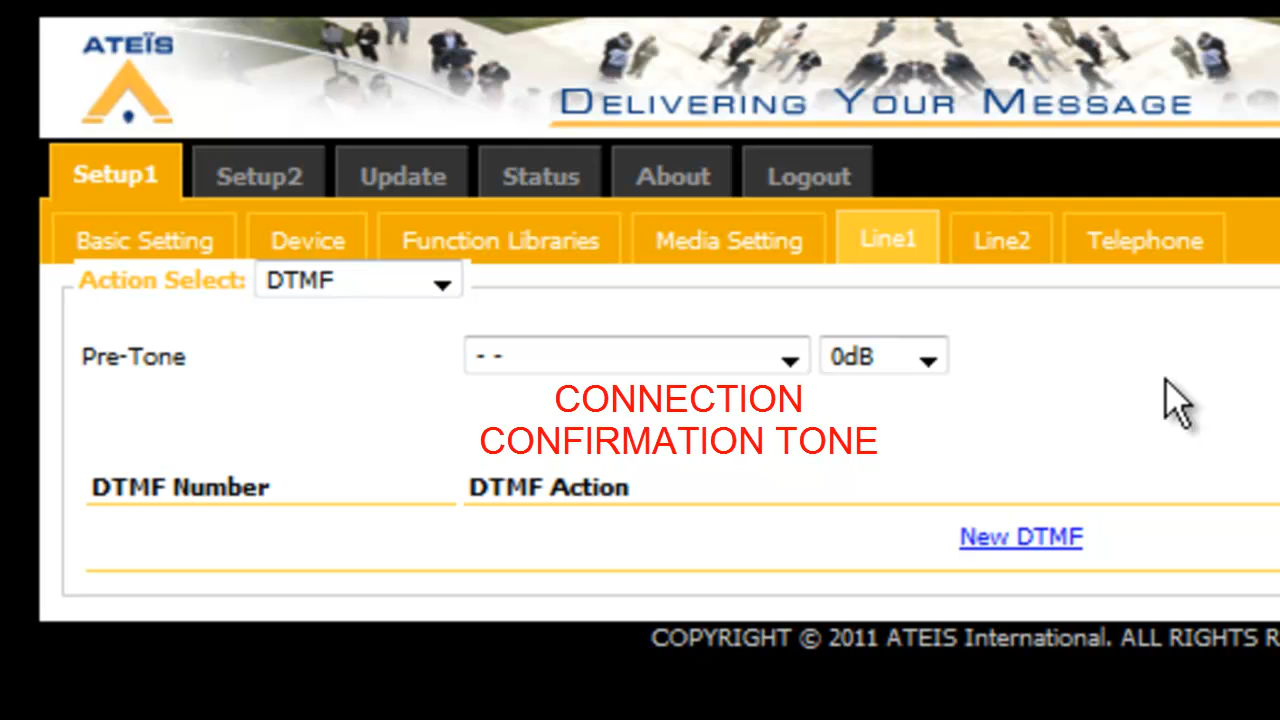 ATEÏS
DELIVERING YOUR MESSAGE
Setup1 Setup2 Update Status About Logout
Basic Setting Device Function Libraries Media Setting Line1 Line2 Telephone
Action Select: DTMF
Pre-Tone - - 0dB
CONNECTION
CONFIRMATION TONE
DTMF Number DTMF Action
New DTMF
COPYRIGHT © 2011 ATEIS International. ALL RIGHTS R